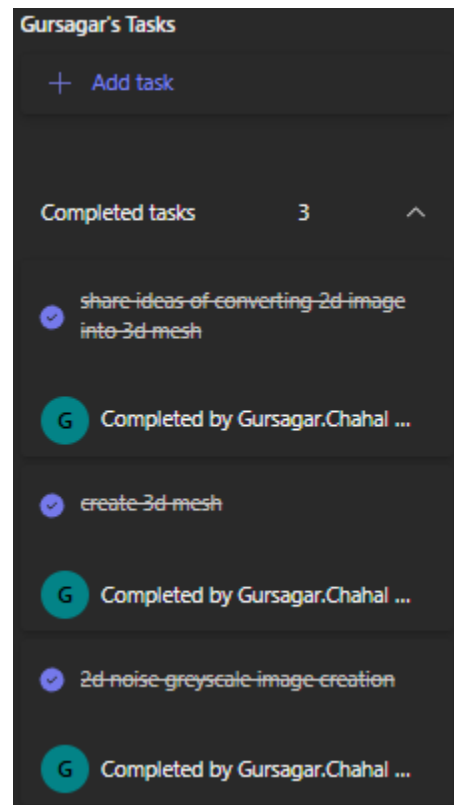 Gursagar's Tasks
Add task
Completed tasks 3
share ideas of converting 2d image
into 3d mesh
G Completed by Gursagar.Chahal ...
create 3d mesh
G Completed by Gursagar.Chahal ...
2d noise greyscale image creation
G Completed by Gursagar.Chahal ...